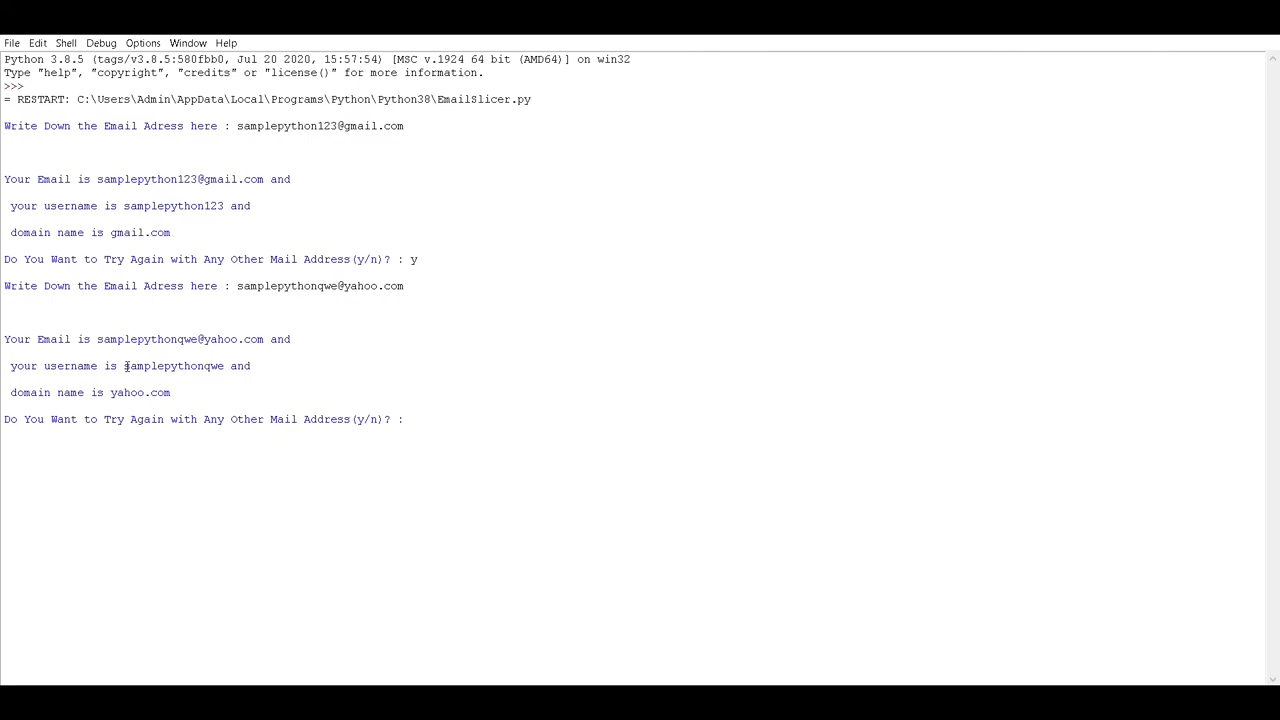 File Edit Shell Debug Options Window Help
Python 3.8.5 (tags/v3.8.5:580fbb0, Jul 20 2020, 15:57:54) [MSC v.1924 64 bit (AMD64)] on win32
Type "help", "copyright", "credits" or "license()" for more information.
>>>
= RESTART: C:\Users\Admin\AppData\Local\Programs\Python\Python38\EmailSlicer.py
Write Down the Email Adress here : samplepython123@gmail.com
Your Email is samplepython123@gmail.com and
your username is samplepython123 and
domain name is gmail.com
Do You Want to Try Again with Any Other Mail Address(y/n)? : y
Write Down the Email Adress here : samplepythonqwe@yahoo.com
Your Email is samplepythonqwe@yahoo.com and
your username is samplepythonqwe and
domain name is yahoo.com
Do You Want to Try Again with Any Other Mail Address(y/n)? :